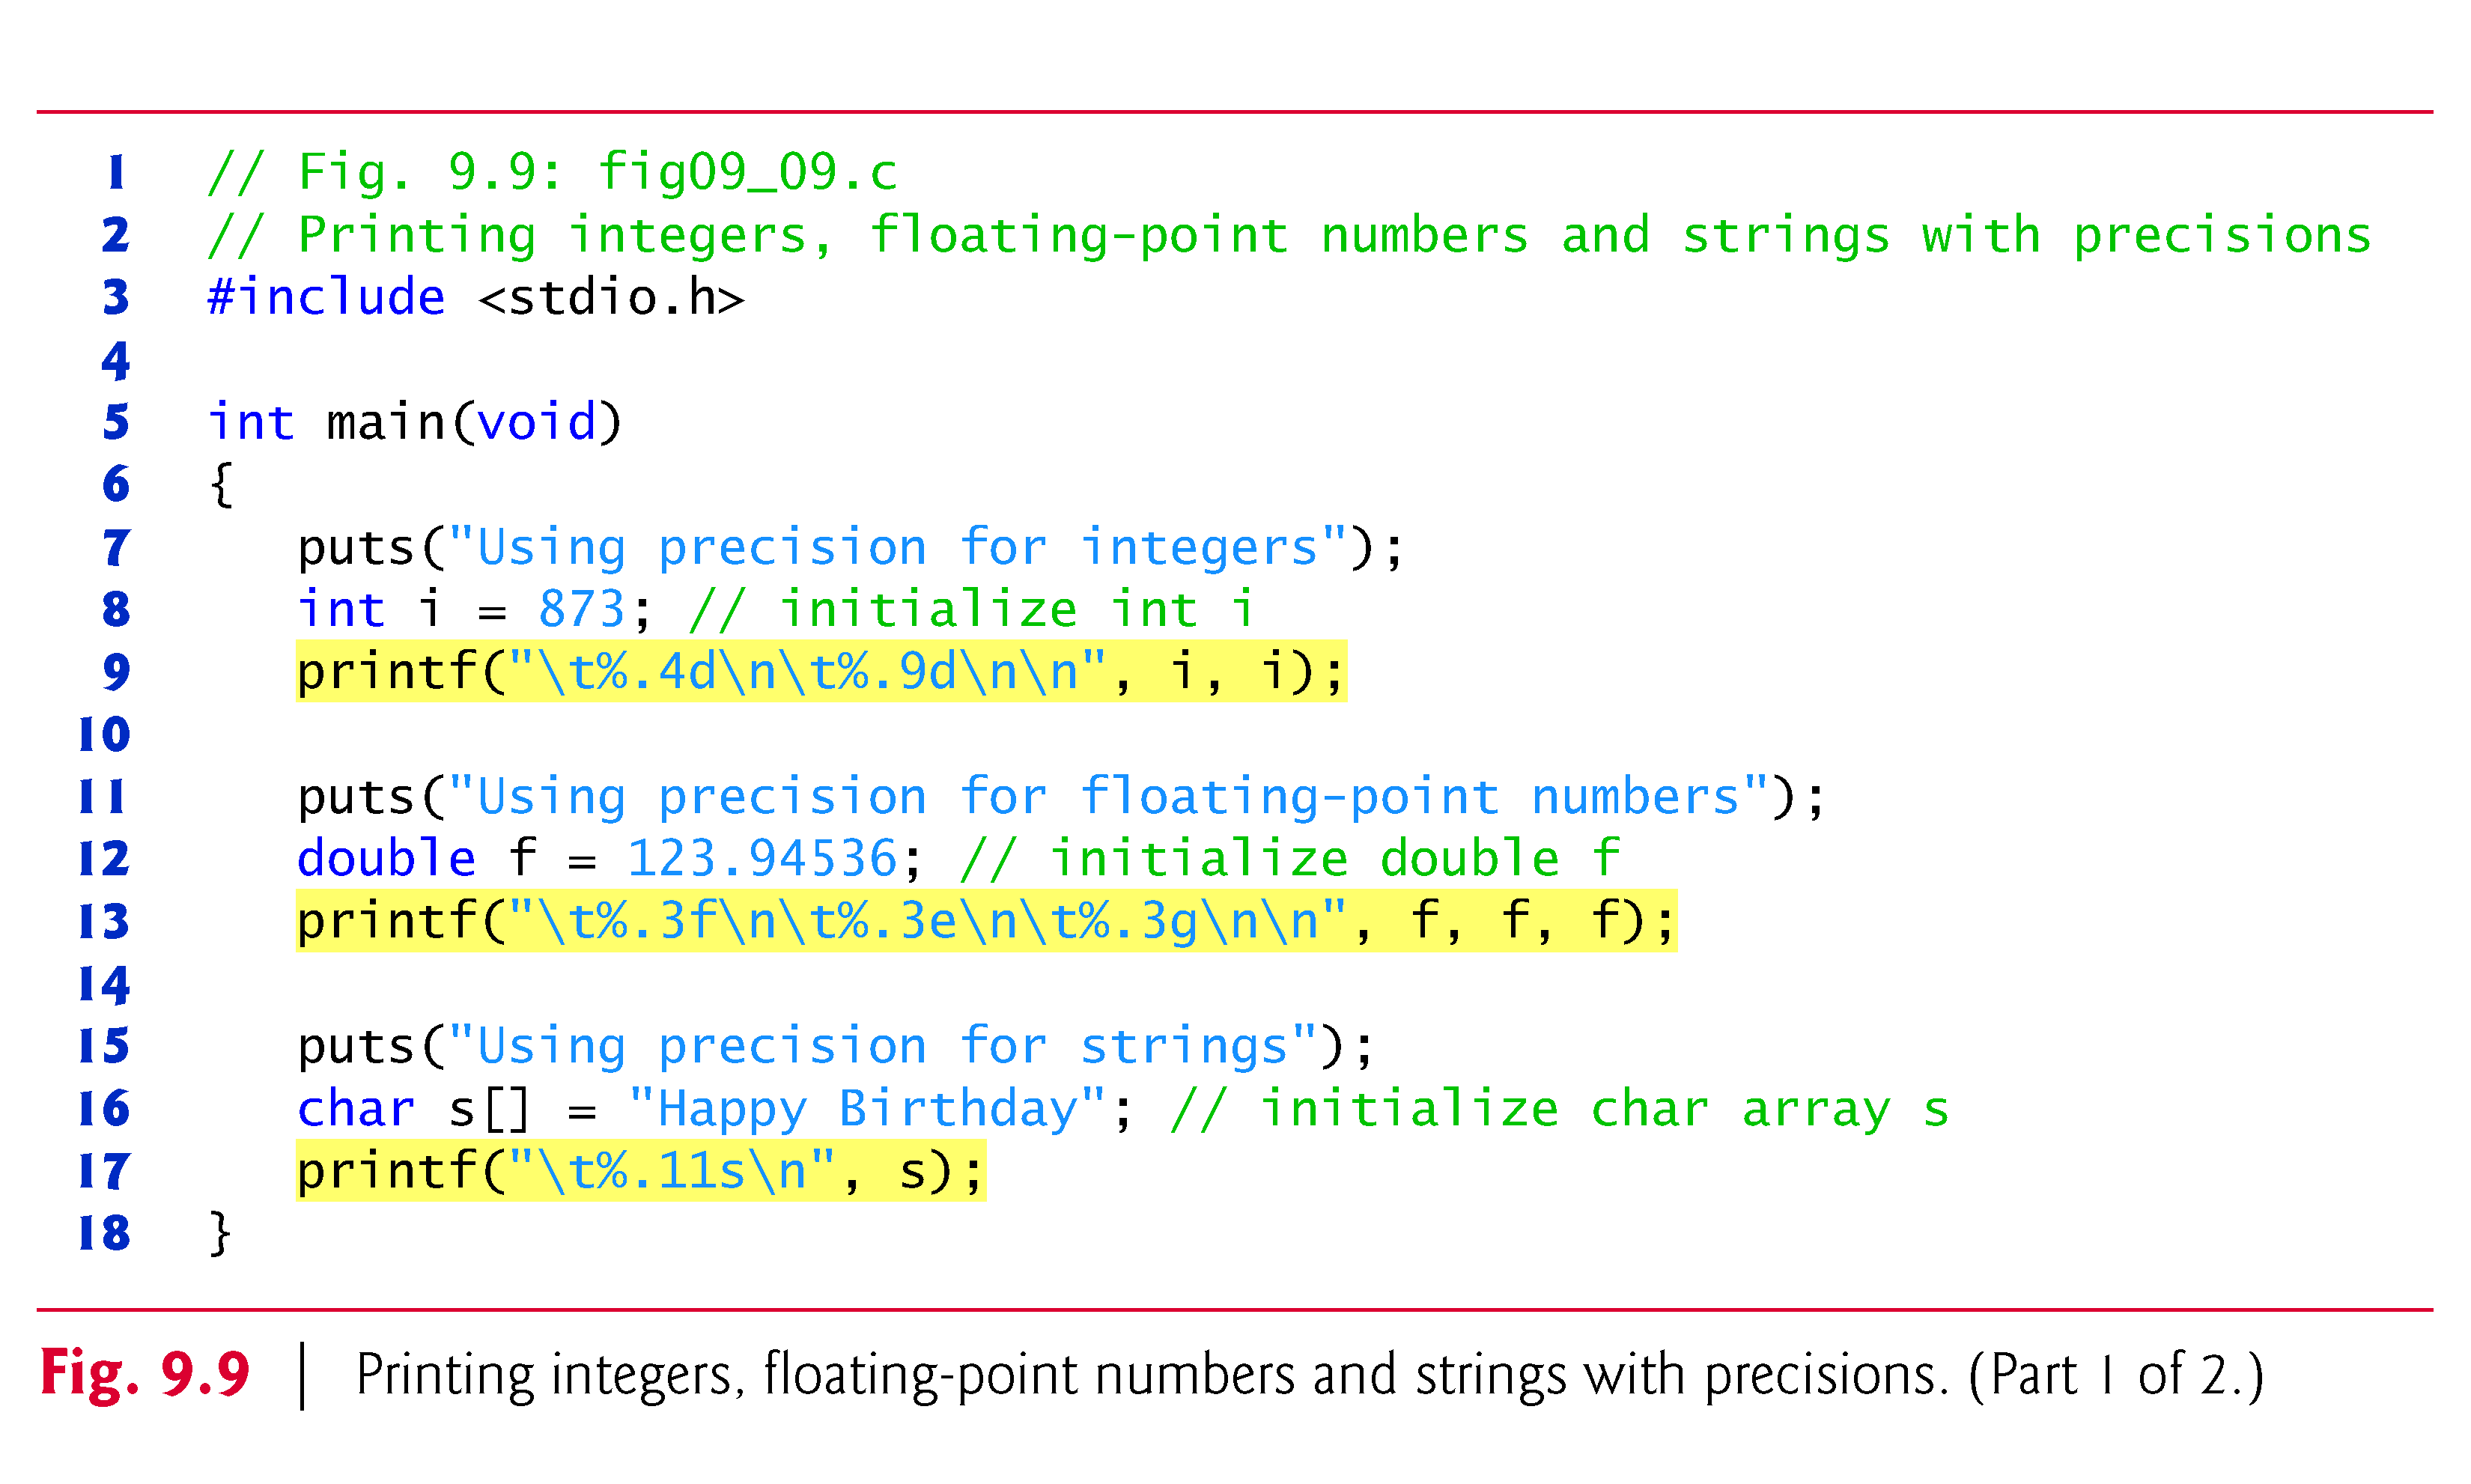 1 // Fig. 9.9: fig09_09.c
2 // Printing integers, floating-point numbers and strings with precisions
3 #include <stdio.h>
4
5 int main(void)
6 {
7 puts("Using precision for integers");
8 int i = 873; // initialize int i
9 printf("\t%.4d\n\t%.9d\n\n", i, i);
10
11 puts("Using precision for floating-point numbers");
12 double f = 123.94536; // initialize double f
13 printf("\t%.3f\n\t%.3e\n\t%.3g\n\n", f, f, f);
14
15 puts("Using precision for strings");
16 char s[] = "Happy Birthday"; // initialize char array s
17 printf("\t%.11s\n", s);
18 }
Fig. 9.9 | Printing integers, floating-point numbers and strings with precisions. (Part 1 of 2.)